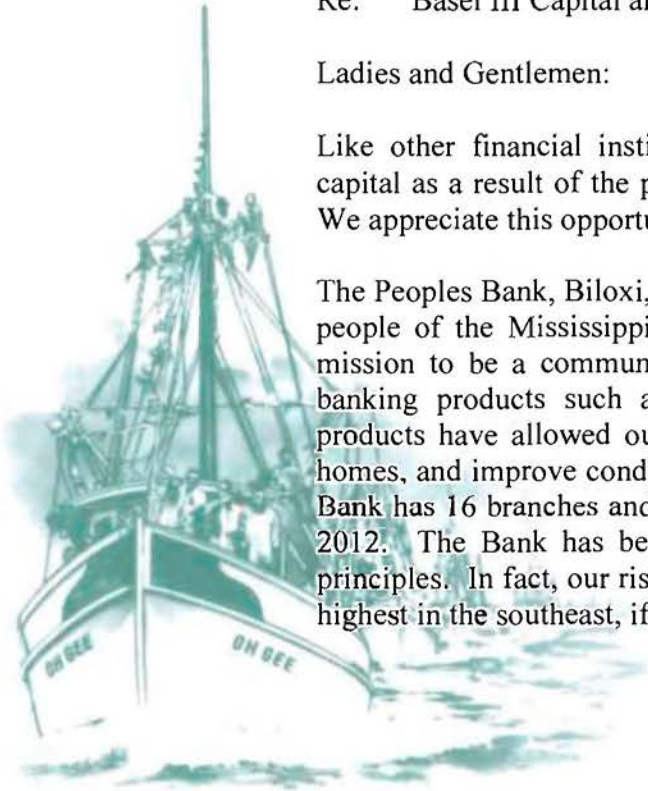 Re: Basel III Capital a
Ladies and Gentlemen:
Like other financial insti
capital as a result of the p
We appreciate this opportu
The Peoples Bank, Biloxi,
people of the Mississippi
mission to be a commun
banking products such a
products have allowed ou
homes, and improve cond
Bank has 16 branches and
2012. The Bank has be
principles. In fact, our ris
highest in the southeast, if
OH GEE
OH GEE